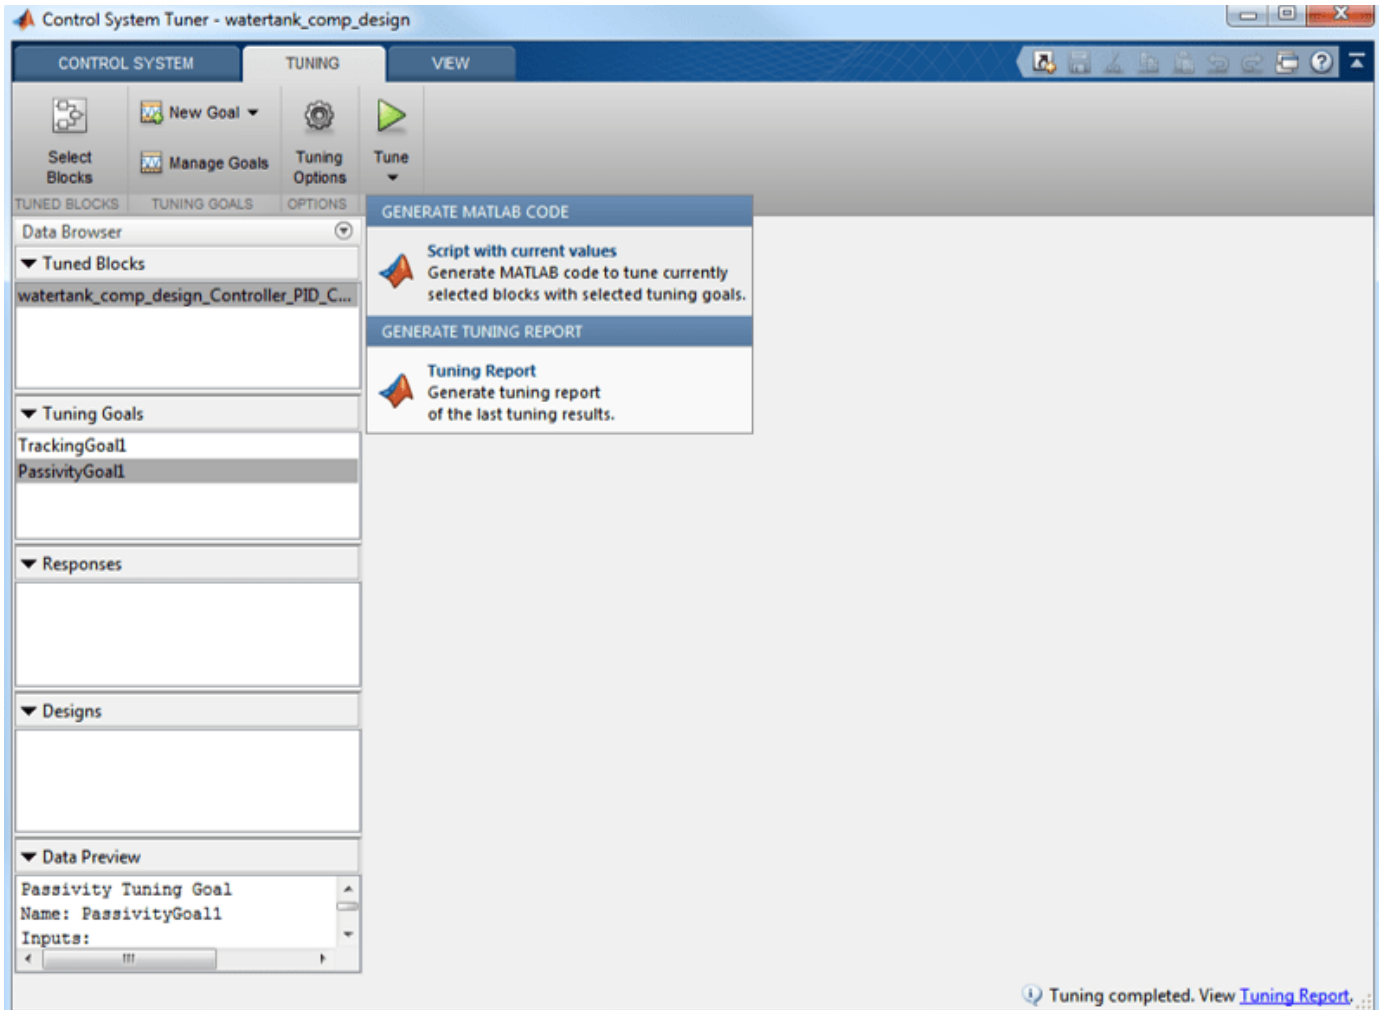 Control System Tuner - watertank_comp_design
CONTROL SYSTEM
TUNING
VIEW
New Goal
Manage Goals
Select
Blocks
Tuning
Options
Tune
TUNED BLOCKS
TUNING GOALS
OPTIONS
GENERATE MATLAB CODE
Script with current values
Generate MATLAB code to tune currently
selected blocks with selected tuning goals.
GENERATE TUNING REPORT
Tuning Report
Generate tuning report
of the last tuning results.
Data Browser
Tuned Blocks
watertank_comp_design_Controller_PID_C...
Tuning Goals
TrackingGoal1
PassivityGoal1
Responses
Designs
Data Preview
Passivity Tuning Goal
Name: PassivityGoal1
Inputs:
Tuning completed. View Tuning Report.